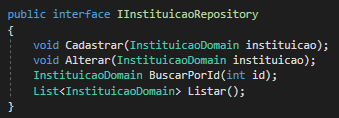 public interface IInstituicaoRepository
{
    void Cadastrar(InstituicaoDomain instituicao);
    void Alterar(InstituicaoDomain instituicao);
    InstituicaoDomain BuscarPorId(int id);
    List<InstituicaoDomain> Listar();
}